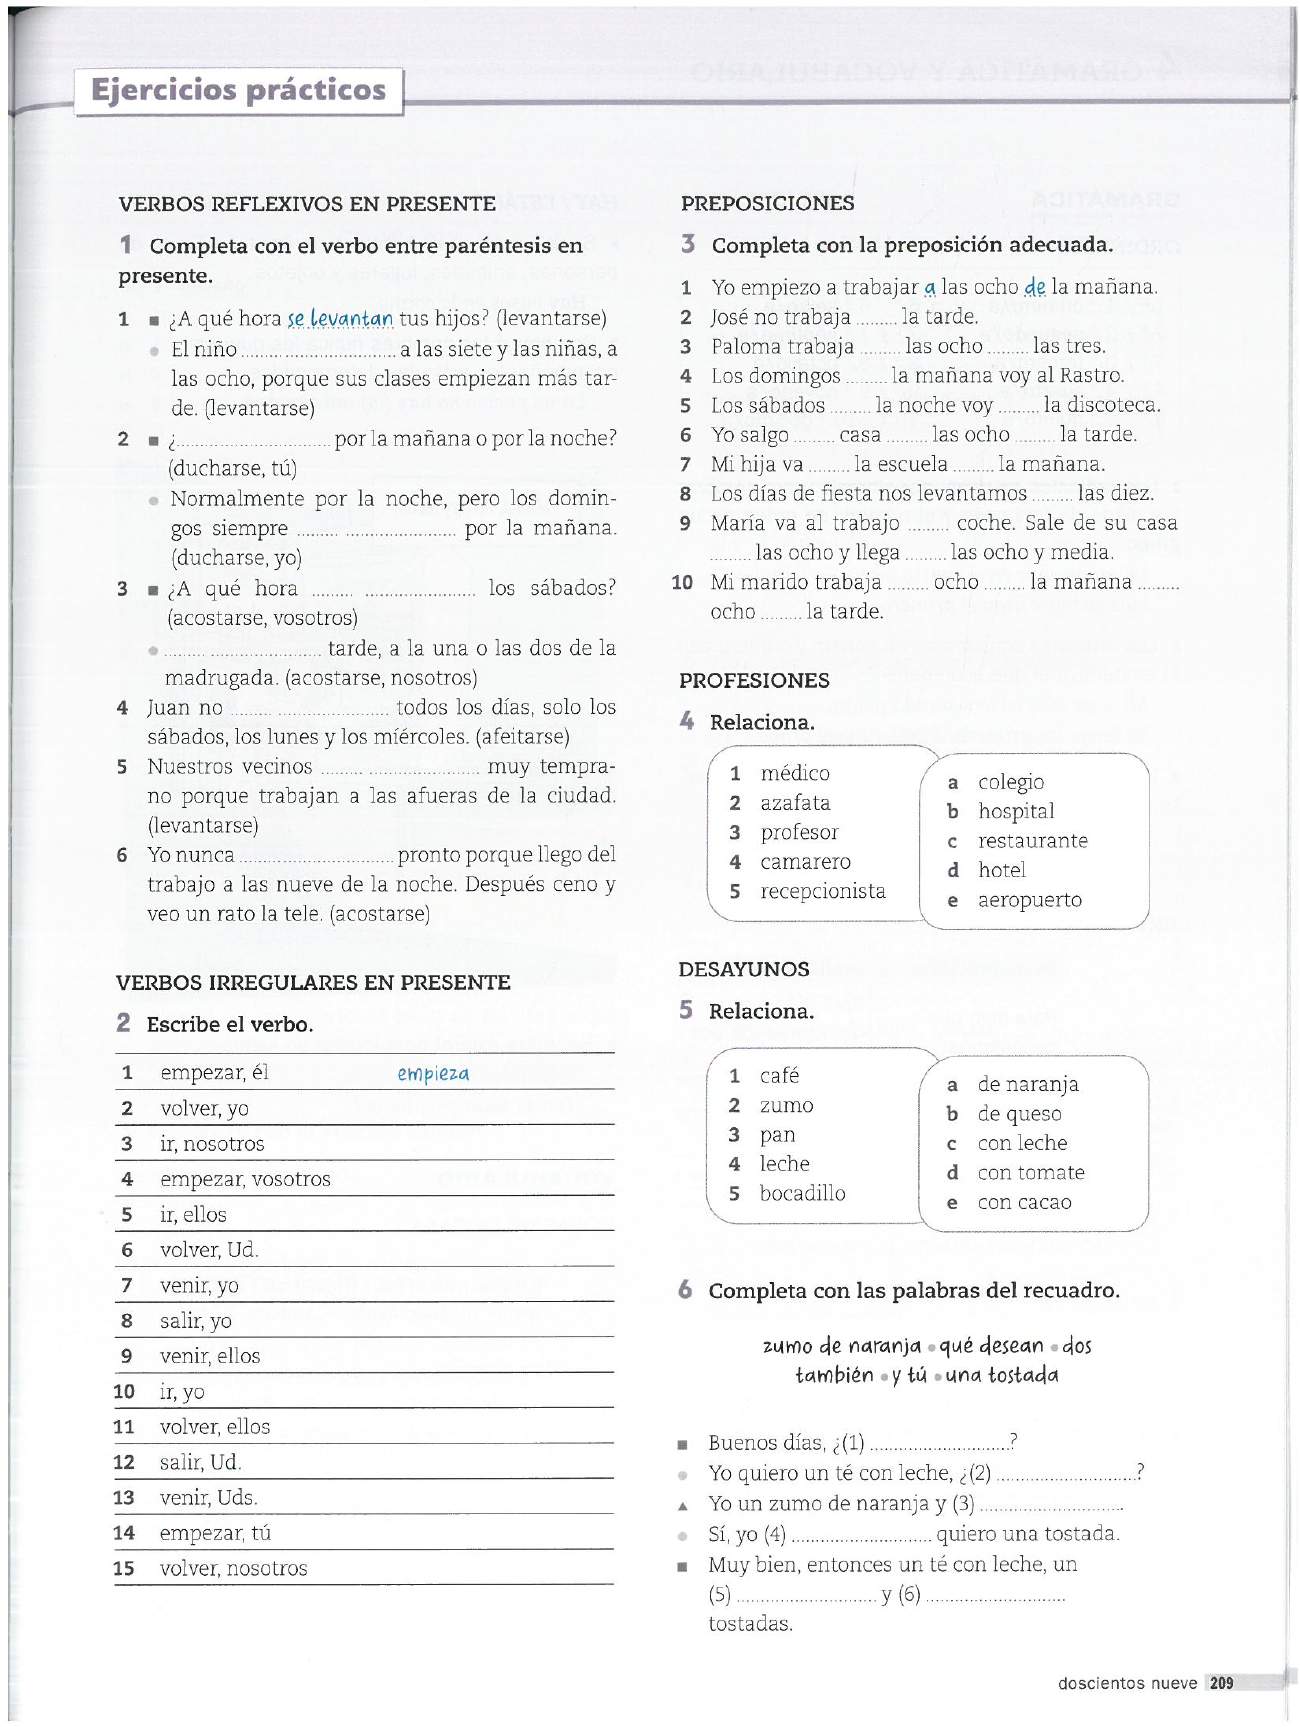 Ejercicios prácticos
VERBOS REFLEXIVOS EN PRESENTE
1 Completa con el verbo entre paréntesis en
presente.
1 ■ ¿A qué hora se levantan tus hijos? (levantarse)
● El niño .............................. a las siete y las niñas, a
las ocho, porque sus clases empiezan más tar-
de. (levantarse)
2 ■ ¿.............................. por la mañana o por la noche?
(ducharse, tú)
● Normalmente por la noche, pero los domin-
gos siempre .............................. por la mañana.
(ducharse, yo)
3 ■ ¿A qué hora .............................. los sábados?
(acostarse, vosotros)
● .............................. tarde, a la una o las dos de la
madrugada. (acostarse, nosotros)
4 Juan no .............................. todos los días, solo los
sábados, los lunes y los miércoles. (afeitarse)
5 Nuestros vecinos .............................. muy tempra-
no porque trabajan a las afueras de la ciudad.
(levantarse)
6 Yo nunca .............................. pronto porque llego del
trabajo a las nueve de la noche. Después ceno y
veo un rato la tele. (acostarse)
VERBOS IRREGULARES EN PRESENTE
2 Escribe el verbo.
1 empezar, él empieza
2 volver, yo
3 ir, nosotros
4 empezar, vosotros
5 ir, ellos
6 volver, Ud.
7 venir, yo
8 salir, yo
9 venir, ellos
10 ir, yo
11 volver, ellos
12 salir, Ud.
13 venir, Uds.
14 empezar, tú
15 volver, nosotros
PREPOSICIONES
3 Completa con la preposición adecuada.
1 Yo empiezo a trabajar a las ocho de la mañana.
2 José no trabaja ........ la tarde.
3 Paloma trabaja ........ las ocho ........ las tres.
4 Los domingos ........ la mañana voy al Rastro.
5 Los sábados ........ la noche voy ........ la discoteca.
6 Yo salgo ........ casa ........ las ocho ........ la tarde.
7 Mi hija va ........ la escuela ........ la mañana.
8 Los días de fiesta nos levantamos ........ las diez.
9 María va al trabajo ........ coche. Sale de su casa
........ las ocho y llega ........ las ocho y media.
10 Mi marido trabaja ........ ocho ........ la mañana ........
ocho ........ la tarde.
PROFESIONES
4 Relaciona.
1 médico
2 azafata
3 profesor
4 camarero
5 recepcionista
a colegio
b hospital
c restaurante
d hotel
e aeropuerto
DESAYUNOS
5 Relaciona.
1 café
2 zumo
3 pan
4 leche
5 bocadillo
a de naranja
b de queso
c con leche
d con tomate
e con cacao
6 Completa con las palabras del recuadro.
zumo de naranja ● qué desean ● dos
también ● y tú ● una tostada
■ Buenos días, ¿(1) ............................?
● Yo quiero un té con leche, ¿(2) ............................?
▲ Yo un zumo de naranja y (3) ............................
● Sí, yo (4) ............................ quiero una tostada.
■ Muy bien, entonces un té con leche, un
(5) ............................ y (6) ............................
tostadas.
doscientos nueve 209